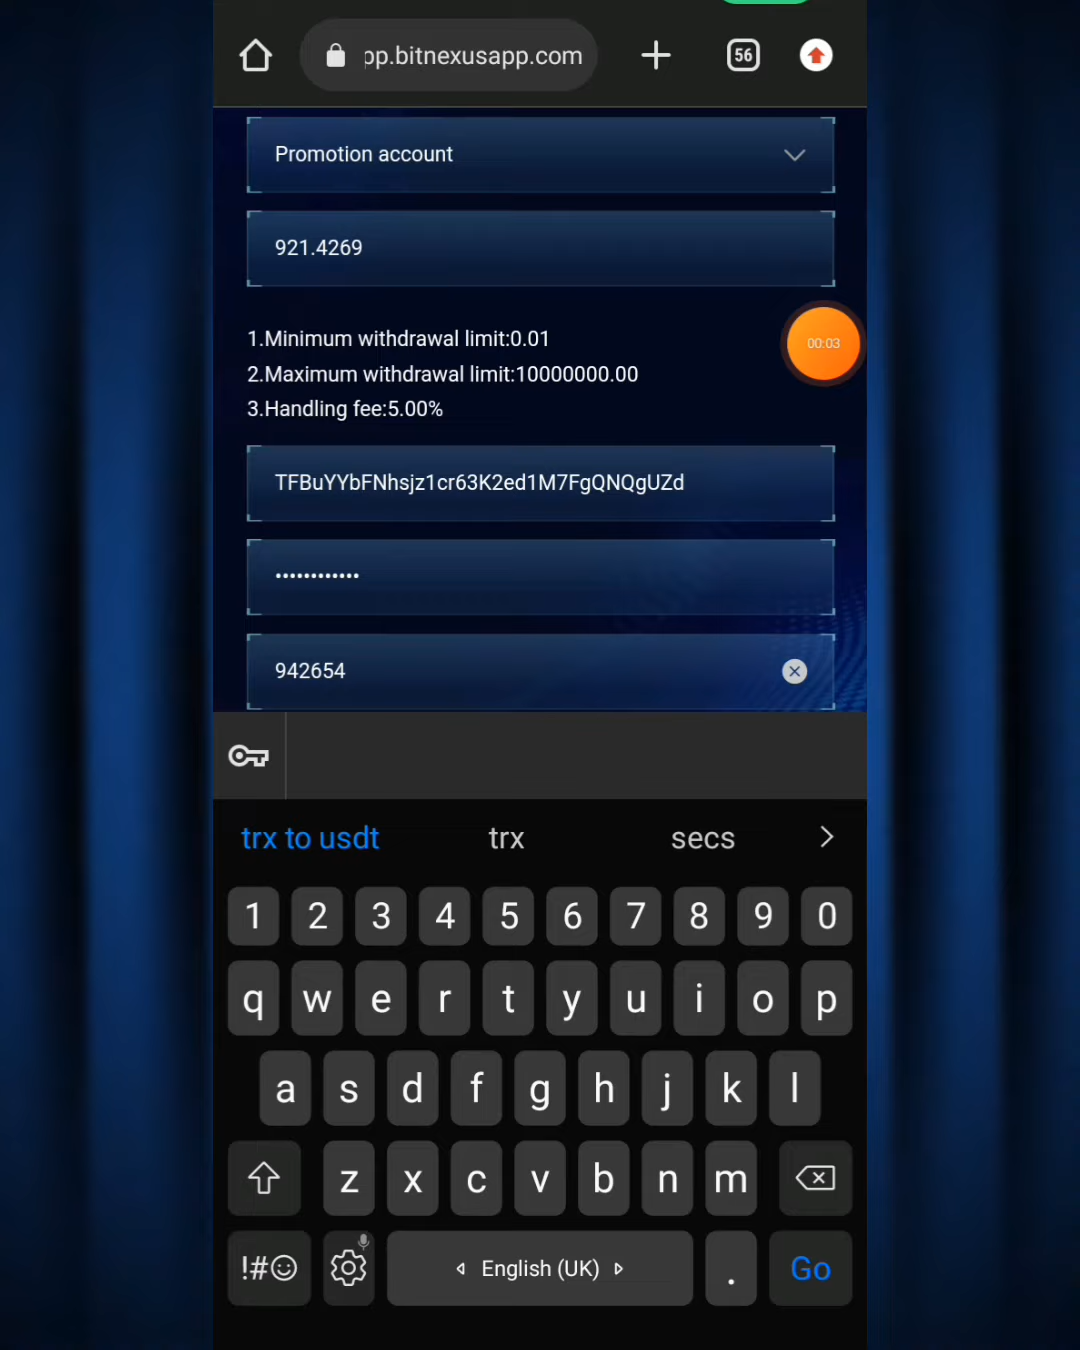 pp.bitnexusapp.com
56
Promotion account
921.4269
1.Minimum withdrawal limit:0.01
00:03
2.Maximum withdrawal limit:10000000.00
3.Handling fee:5.00%
TFBuYYbFNhsjz1cr63K2ed1M7FgQNQgUZd
••••••••••••
942654
trx to usdt trx secs
1 2 3 4 5 6 7 8 9 0
q w e r t y u i o p
a s d f g h j k l
z x c v b n m
!#☺ English (UK) . Go